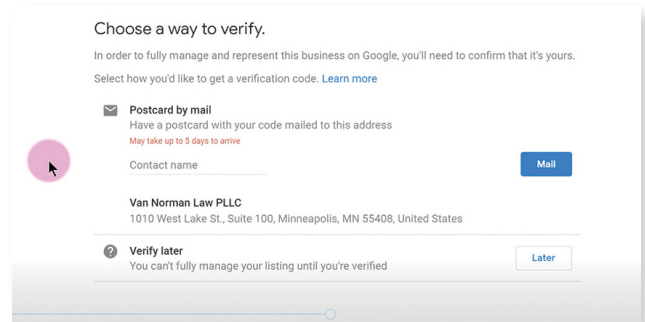 Choose a way to verify.
In order to fully manage and represent this business on Google, you'll need to confirm that it's yours.
Select how you'd like to get a verification code. Learn more
Postcard by mail
Have a postcard with your code mailed to this address
May take up to 5 days to arrive
Contact name
Mail
Van Norman Law PLLC
1010 West Lake St., Suite 100, Minneapolis, MN 55408, United States
Verify later
You can't fully manage your listing until you're verified
Later